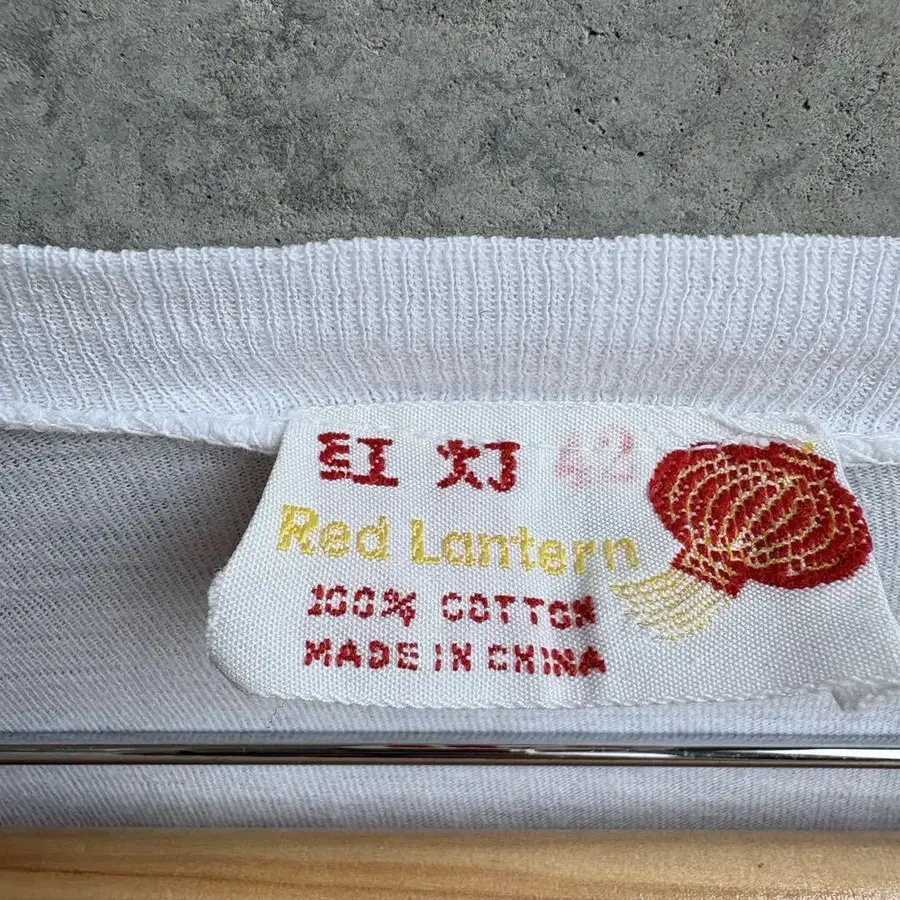 红灯 42
Red Lantern
100% COTTON
MADE IN CHINA